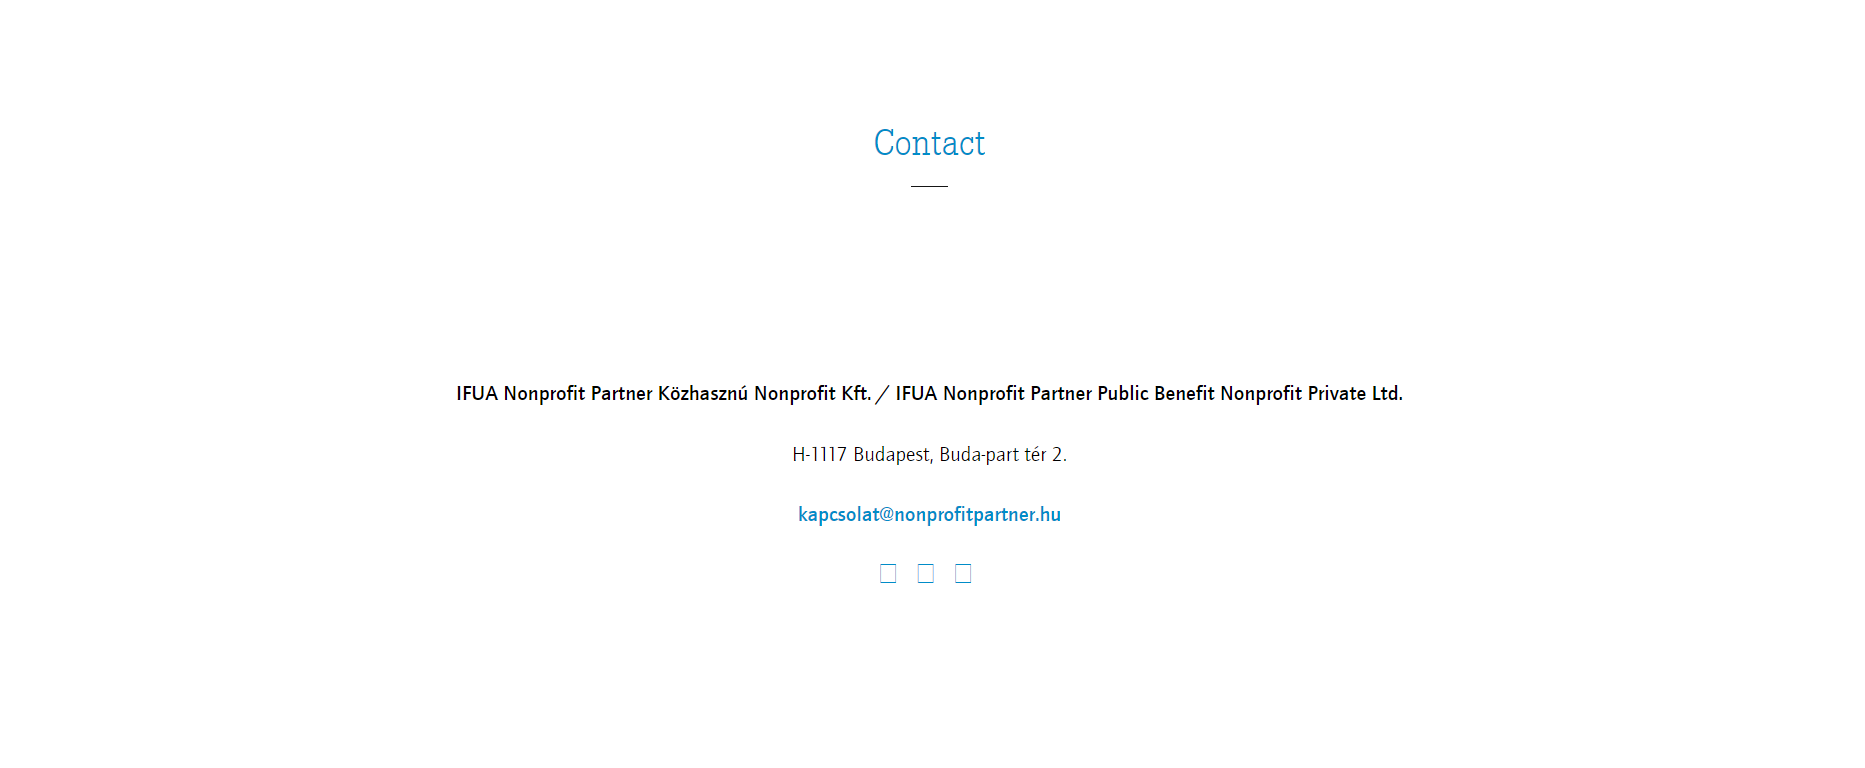 Contact
IFUA Nonprofit Partner Közhasznú Nonprofit Kft. / IFUA Nonprofit Partner Public Benefit Nonprofit Private Ltd.
H-1117 Budapest, Buda-part tér 2.
kapcsolat@nonprofitpartner.hu